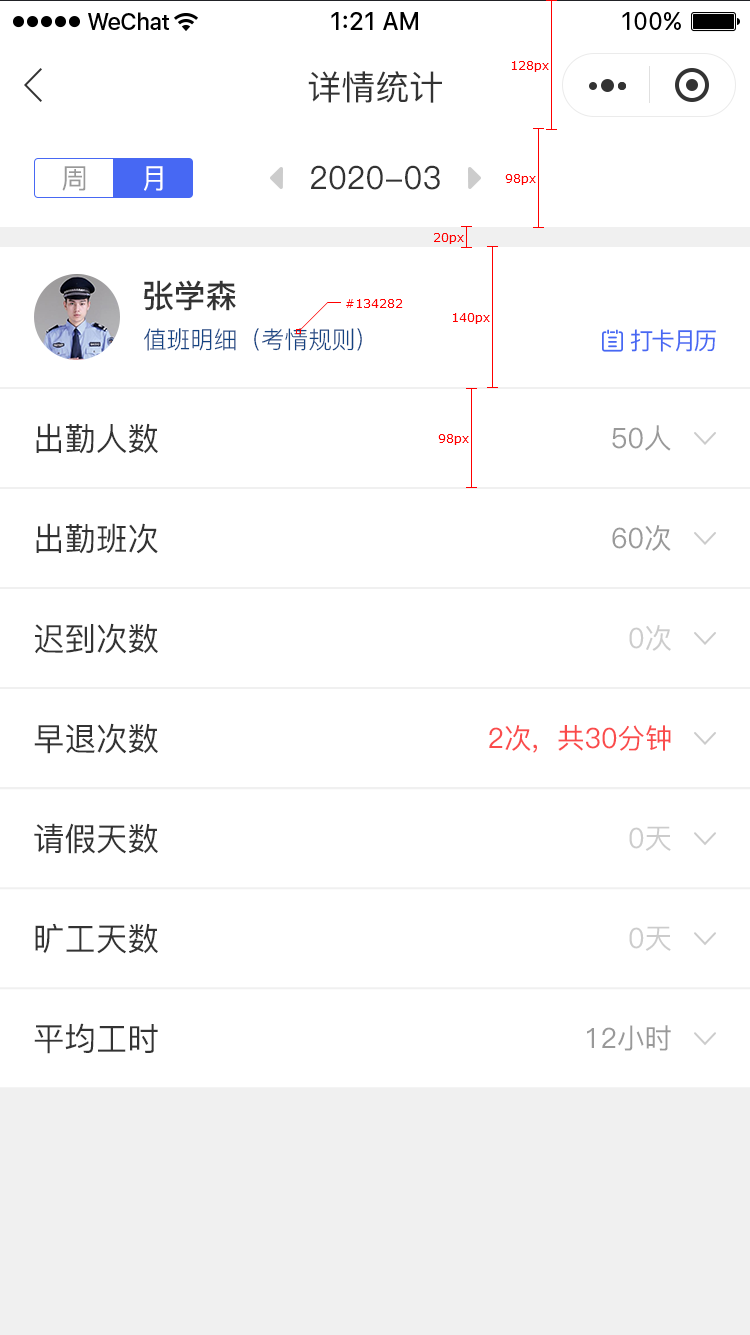 WeChat 1:21 AM 100%
详情统计
128px
周 月 2020-03
98px
20px
张学森
#134282
140px
值班明细（考情规则）
打卡月历
出勤人数 50人
98px
出勤班次 60次
迟到次数 0次
早退次数 2次，共30分钟
请假天数 0天
旷工天数 0天
平均工时 12小时